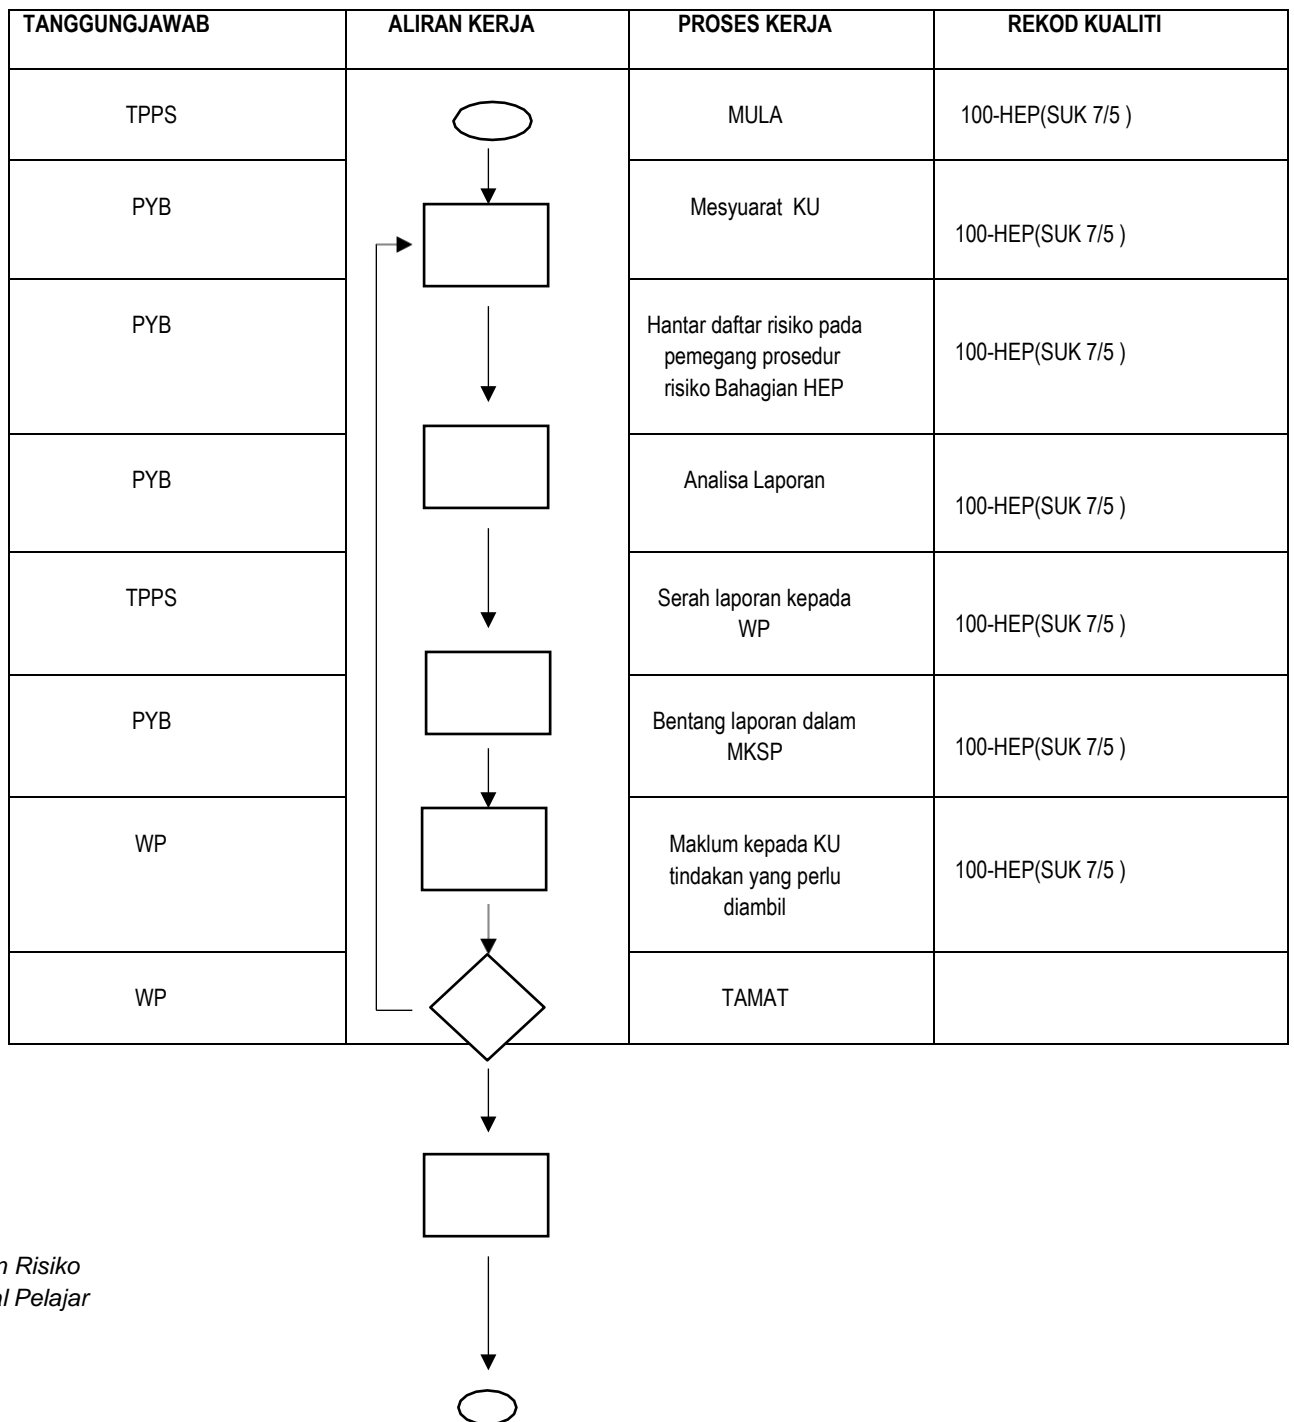 TANGGUNGJAWAB ALIRAN KERJA PROSES KERJA REKOD KUALITI
TPPS MULA 100-HEP(SUK 7/5 )
PYB Mesyuarat KU 100-HEP(SUK 7/5 )
PYB Hantar daftar risiko pada
pemegang prosedur
risiko Bahagian HEP
100-HEP(SUK 7/5 )
PYB Analisa Laporan 100-HEP(SUK 7/5 )
TPPS Serah laporan kepada
WP
100-HEP(SUK 7/5 )
PYB Bentang laporan dalam
MKSP
100-HEP(SUK 7/5 )
WP Maklum kepada KU
tindakan yang perlu
diambil
100-HEP(SUK 7/5 )
WP TAMAT
Risiko
Pelajar